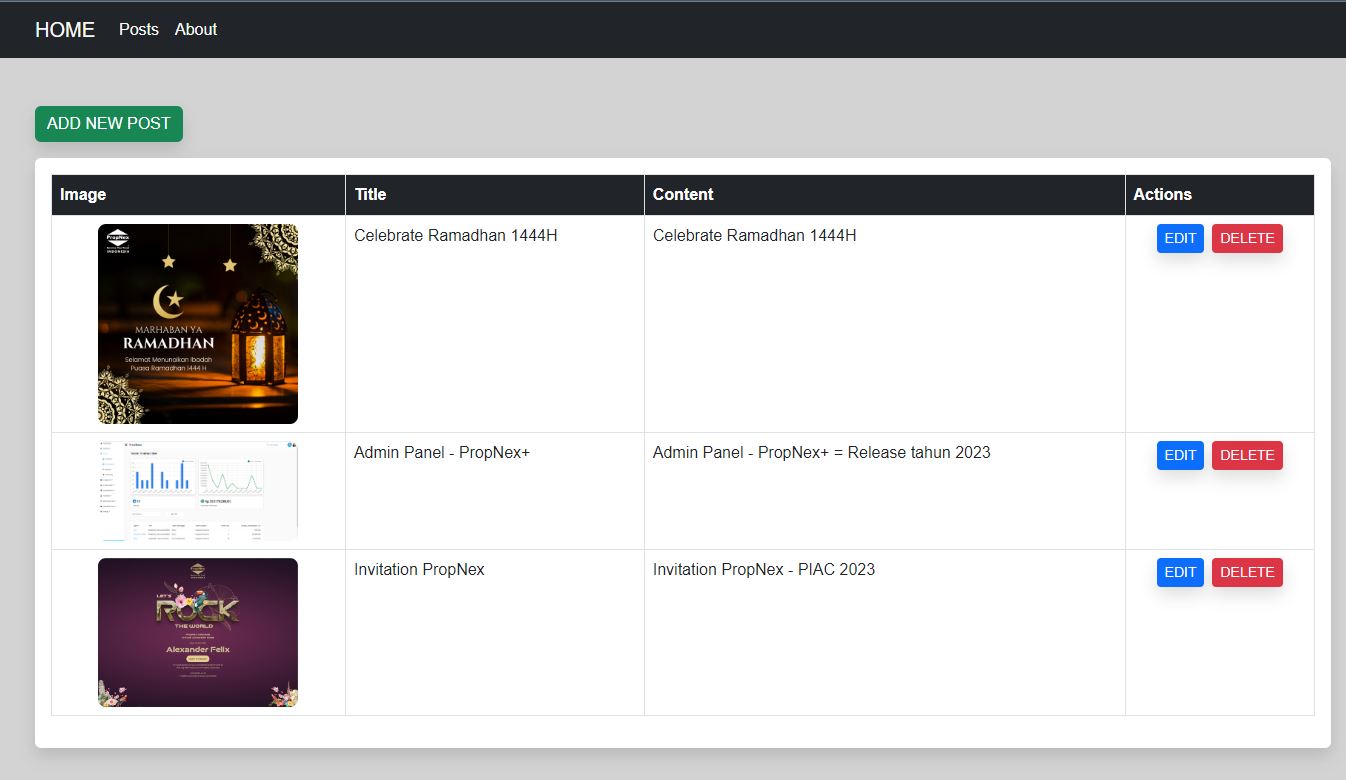 HOME Posts About
ADD NEW POST
Image Title Content Actions
PropNex
INDONESIA
MARHABAN YA
RAMADHAN
Selamat Menunaikan Ibadah
Puasa Ramadhan 1444 H
Celebrate Ramadhan 1444H Celebrate Ramadhan 1444H EDIT DELETE
Admin Panel - PropNex+ Admin Panel - PropNex+ = Release tahun 2023 EDIT DELETE
LET'S
ROCK
THE WORLD
Alexander Felix
Invitation PropNex Invitation PropNex - PIAC 2023 EDIT DELETE